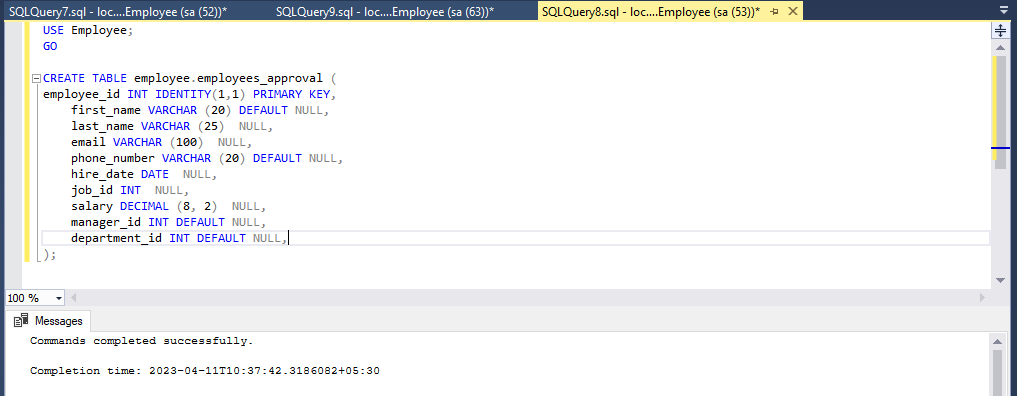 SQLQuery7.sql - loc....Employee (sa (52))* SQLQuery9.sql - loc....Employee (sa (63))* SQLQuery8.sql - loc....Employee (sa (53))*
USE Employee;
GO
CREATE TABLE employee.employees_approval (
employee_id INT IDENTITY(1,1) PRIMARY KEY,
first_name VARCHAR (20) DEFAULT NULL,
last_name VARCHAR (25)  NULL,
email VARCHAR (100)  NULL,
phone_number VARCHAR (20) DEFAULT NULL,
hire_date DATE  NULL,
job_id INT  NULL,
salary DECIMAL (8, 2)  NULL,
manager_id INT DEFAULT NULL,
department_id INT DEFAULT NULL,
);
100 %
Messages
Commands completed successfully.
Completion time: 2023-04-11T10:37:42.3186082+05:30